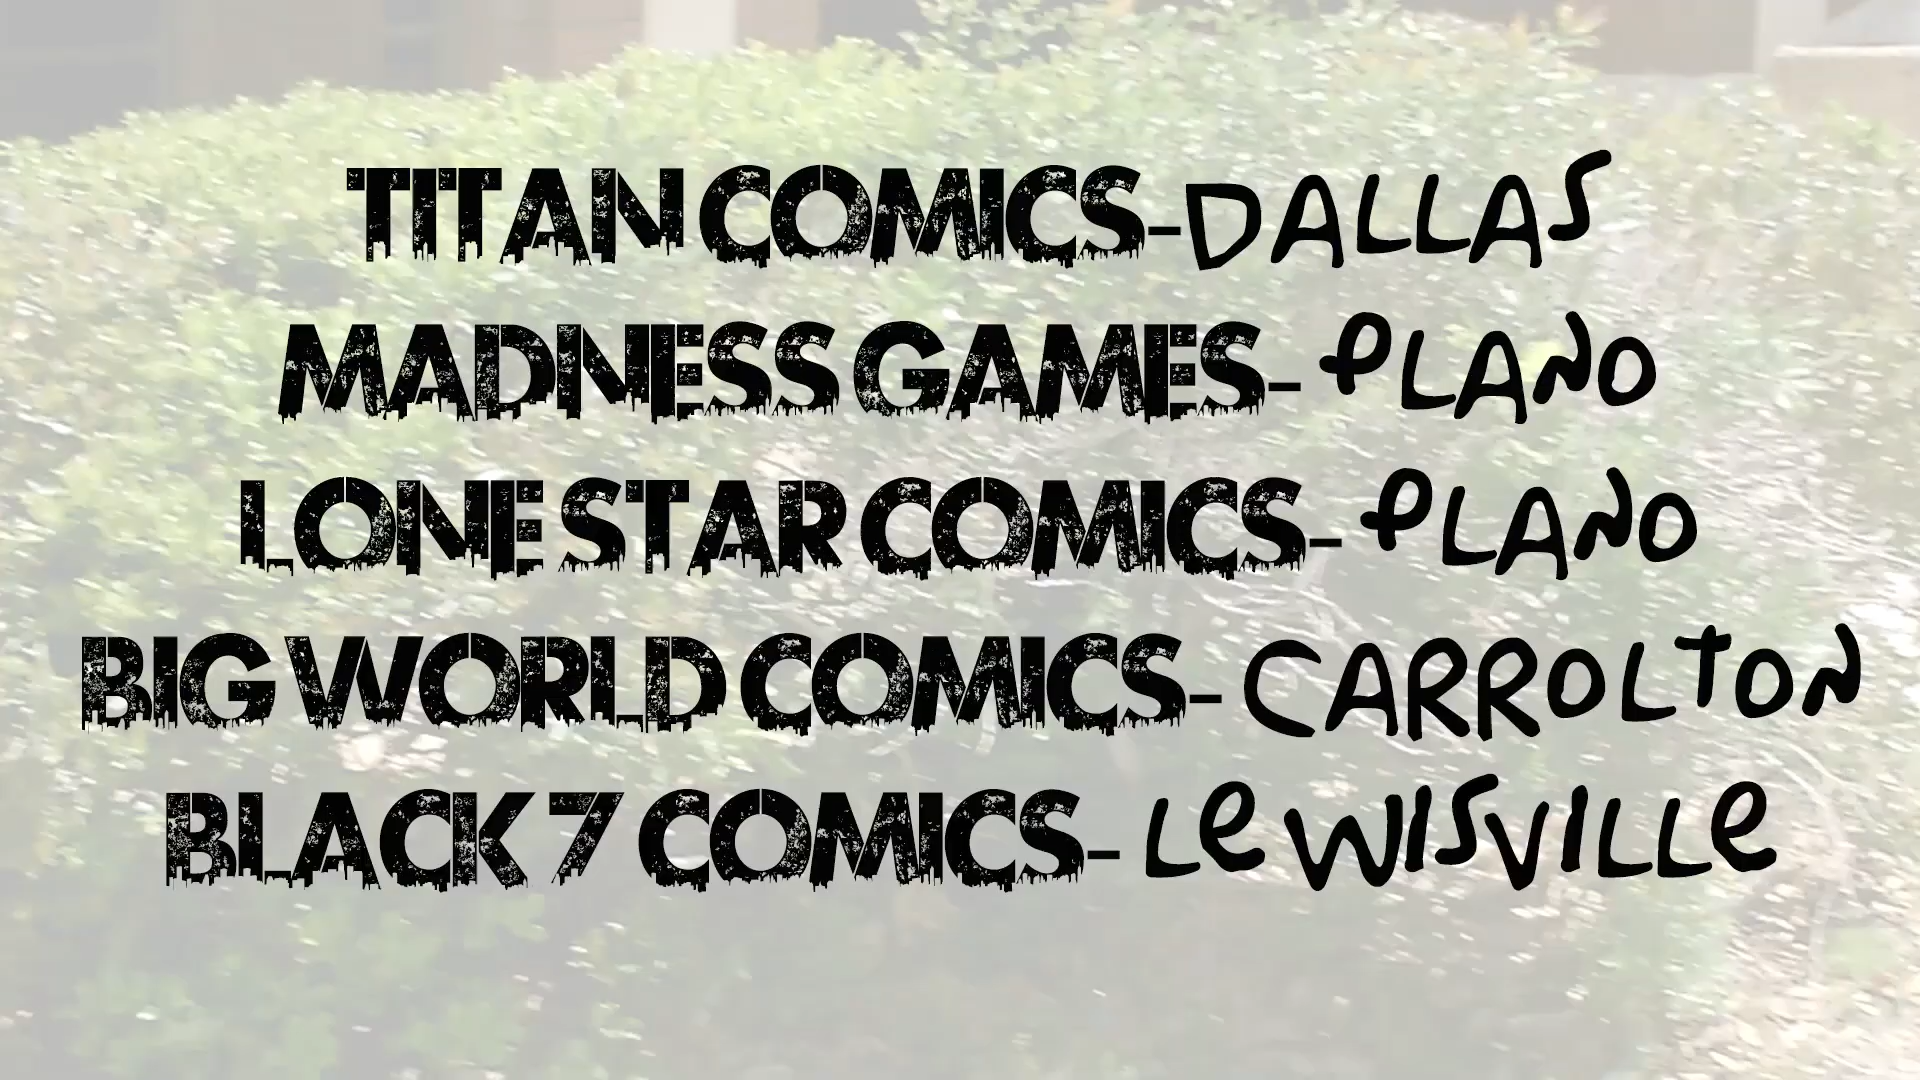 TITAN COMICS-DALLAS
MADNESS GAMES- PLANO
LONE STAR COMICS- PLANO
BIG WORLD COMICS- CARROLTON
BLACK 7 COMICS- LeWISVILLe